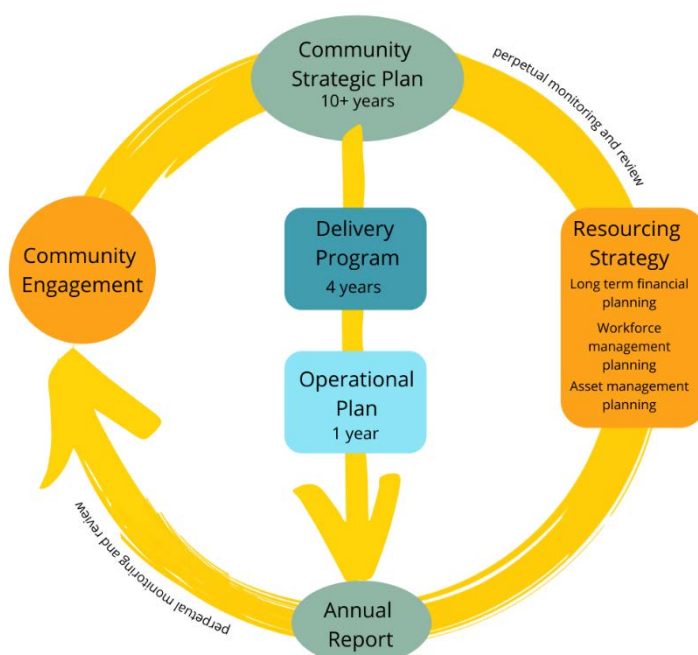 Community
Strategic Plan
10+ years
perpetual monitoring and review
Community
Engagement
Delivery
Program
4 years
Resourcing
Strategy
Long term financial
planning
Workforce
management
planning
Asset management
planning
Operational
Plan
1 year
perpetual monitoring and review
Annual
Report